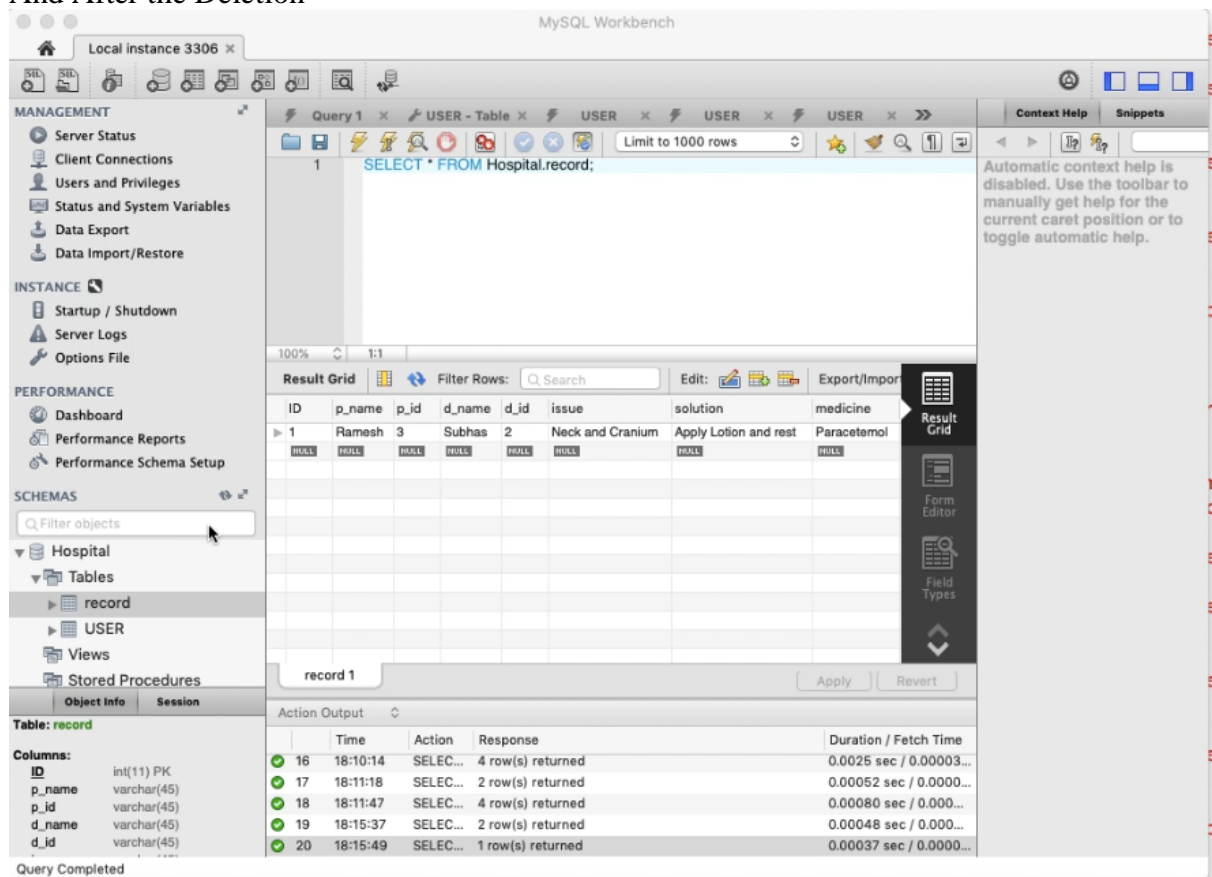 And After the Deletion
MySQL Workbench
Local instance 3306
MANAGEMENT
Server Status
Client Connections
Users and Privileges
Status and System Variables
Data Export
Data Import/Restore
INSTANCE
Startup / Shutdown
Server Logs
Options File
PERFORMANCE
Dashboard
Performance Reports
Performance Schema Setup
SCHEMAS
Filter objects
Hospital
Tables
record
USER
Views
Stored Procedures
Object Info Session
Table: record
Columns:
ID int(11) PK
p_name varchar(45)
p_id varchar(45)
d_name varchar(45)
d_id varchar(45)
Query Completed
Query 1 USER - Table USER USER USER
Limit to 1000 rows
1 SELECT * FROM Hospital.record;
100% 1:1
Result Grid Filter Rows: Search Edit: Export/Impor
ID p_name p_id d_name d_id issue solution medicine
1 Ramesh 3 Subhas 2 Neck and Cranium Apply Lotion and rest Paracetemol
NULL NULL NULL NULL NULL NULL NULL NULL
Result Grid
Form Editor
Field Types
record 1 Apply Revert
Action Output
Time Action Response Duration / Fetch Time
16 18:10:14 SELEC... 4 row(s) returned 0.0025 sec / 0.00003...
17 18:11:18 SELEC... 2 row(s) returned 0.00052 sec / 0.0000...
18 18:11:47 SELEC... 4 row(s) returned 0.00080 sec / 0.000...
19 18:15:37 SELEC... 2 row(s) returned 0.00048 sec / 0.000...
20 18:15:49 SELEC... 1 row(s) returned 0.00037 sec / 0.0000...
Context Help Snippets
Automatic context help is
disabled. Use the toolbar to
manually get help for the
current caret position or to
toggle automatic help.